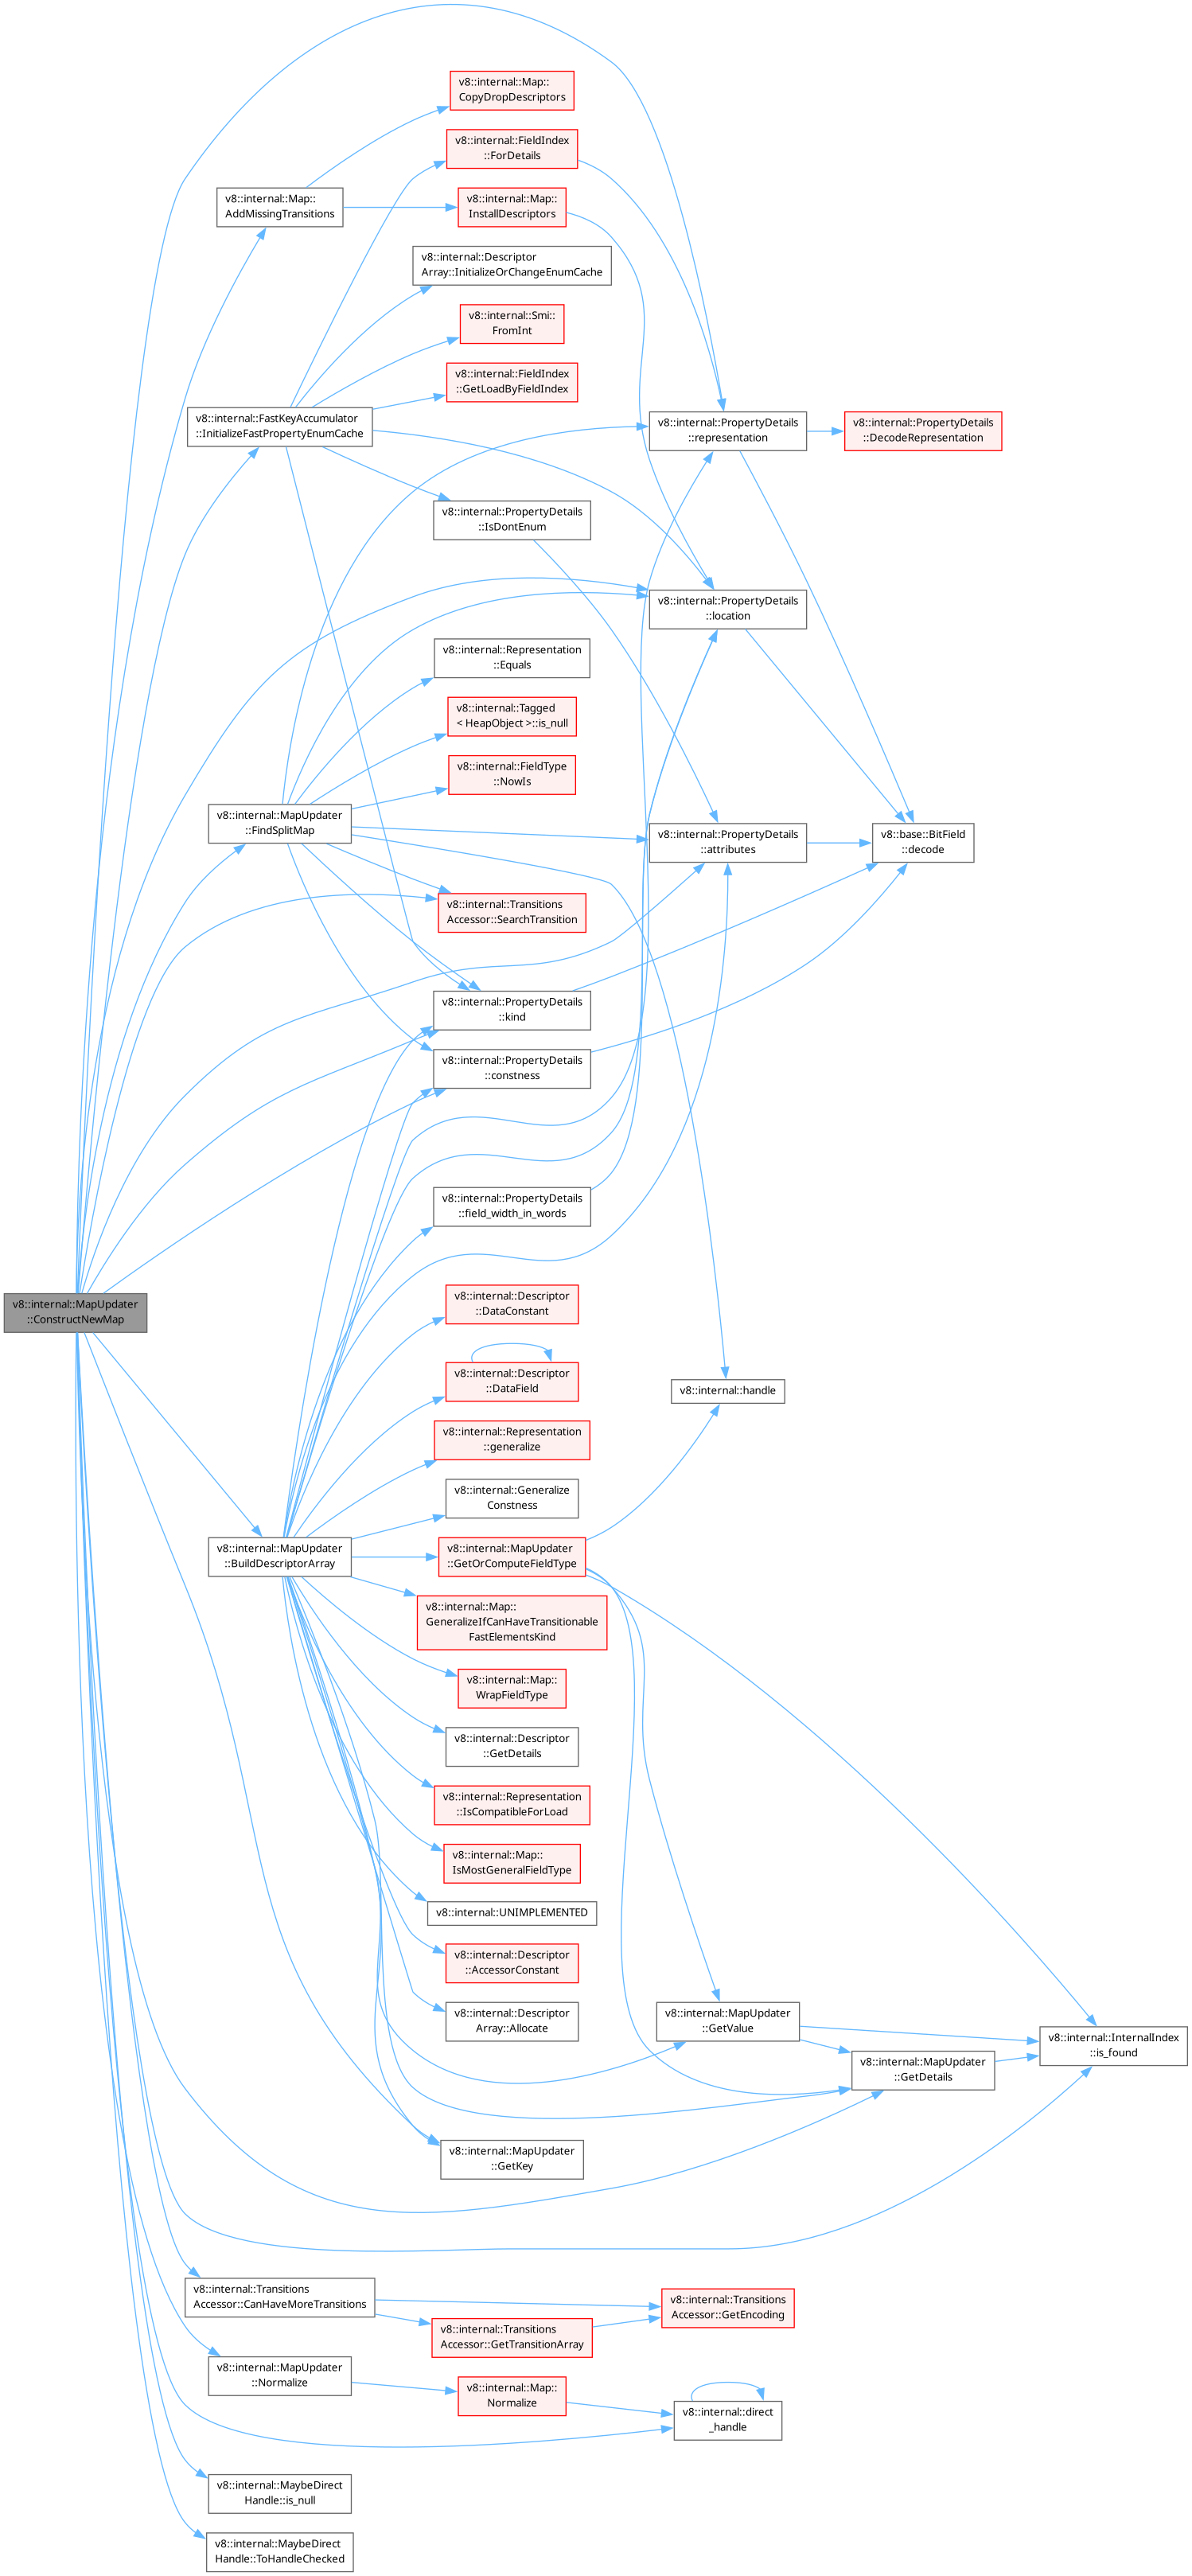 v8::internal::Map::
CopyDropDescriptors
v8::internal::FieldIndex
::ForDetails
v8::internal::Map::
AddMissingTransitions
v8::internal::Map::
InstallDescriptors
v8::internal::Descriptor
Array::InitializeOrChangeEnumCache
v8::internal::Smi::
FromInt
v8::internal::FieldIndex
::GetLoadByFieldIndex
v8::internal::FastKeyAccumulator
::InitializeFastPropertyEnumCache
v8::internal::PropertyDetails
::representation
v8::internal::PropertyDetails
::DecodeRepresentation
v8::internal::PropertyDetails
::IsDontEnum
v8::internal::PropertyDetails
::location
v8::internal::Representation
::Equals
v8::internal::Tagged
< HeapObject >::is_null
v8::internal::FieldType
::NowIs
v8::internal::MapUpdater
::FindSplitMap
v8::internal::PropertyDetails
::attributes
v8::base::BitField
::decode
v8::internal::Transitions
Accessor::SearchTransition
v8::internal::PropertyDetails
::kind
v8::internal::PropertyDetails
::constness
v8::internal::PropertyDetails
::field_width_in_words
v8::internal::MapUpdater
::ConstructNewMap
v8::internal::Descriptor
::DataConstant
v8::internal::Descriptor
::DataField
v8::internal::handle
v8::internal::Representation
::generalize
v8::internal::Generalize
Constness
v8::internal::MapUpdater
::BuildDescriptorArray
v8::internal::MapUpdater
::GetOrComputeFieldType
v8::internal::Map::
GeneralizeIfCanHaveTransitionable
FastElementsKind
v8::internal::Map::
WrapFieldType
v8::internal::Descriptor
::GetDetails
v8::internal::Representation
::IsCompatibleForLoad
v8::internal::Map::
IsMostGeneralFieldType
v8::internal::UNIMPLEMENTED
v8::internal::Descriptor
::AccessorConstant
v8::internal::Descriptor
Array::Allocate
v8::internal::MapUpdater
::GetValue
v8::internal::InternalIndex
::is_found
v8::internal::MapUpdater
::GetDetails
v8::internal::MapUpdater
::GetKey
v8::internal::Transitions
Accessor::CanHaveMoreTransitions
v8::internal::Transitions
Accessor::GetEncoding
v8::internal::Transitions
Accessor::GetTransitionArray
v8::internal::MapUpdater
::Normalize
v8::internal::Map::
Normalize
v8::internal::direct
_handle
v8::internal::MaybeDirect
Handle::is_null
v8::internal::MaybeDirect
Handle::ToHandleChecked